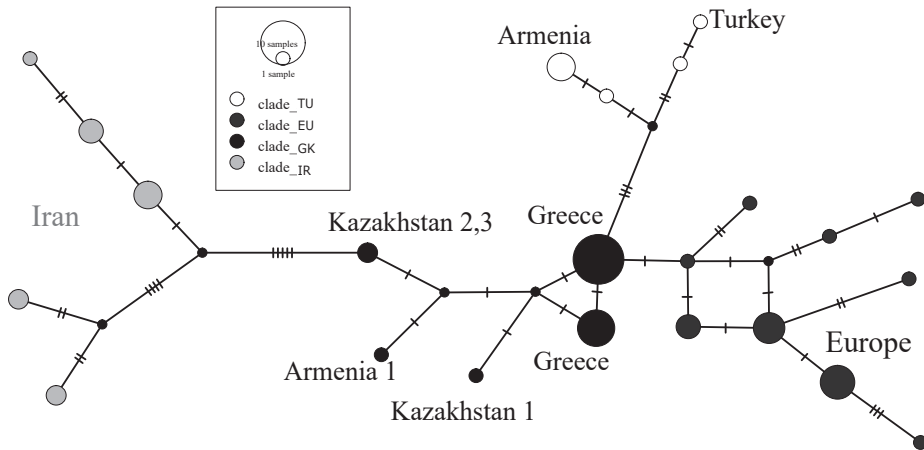 Turkey
Armenia
10 samples
1 sample
clade_TU
clade_EU
clade_GK
clade_IR
Iran
Kazakhstan 2,3
Greece
Armenia 1
Greece
Europe
Kazakhstan 1